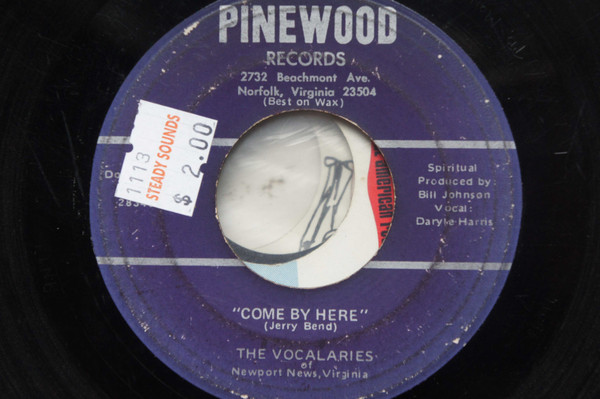 PINEWOOD
RECORDS
2732 Beachmont Ave.
Norfolk, Virginia 23504
(Best on Wax)
1113
STEADY SOUNDS
$ 2.00
Spiritual
Produced by:
Bill Johnson
Vocal:
Daryle Harris
american
"COME BY HERE"
(Jerry Bend)
THE VOCALARIES
of
Newport News, Virginia